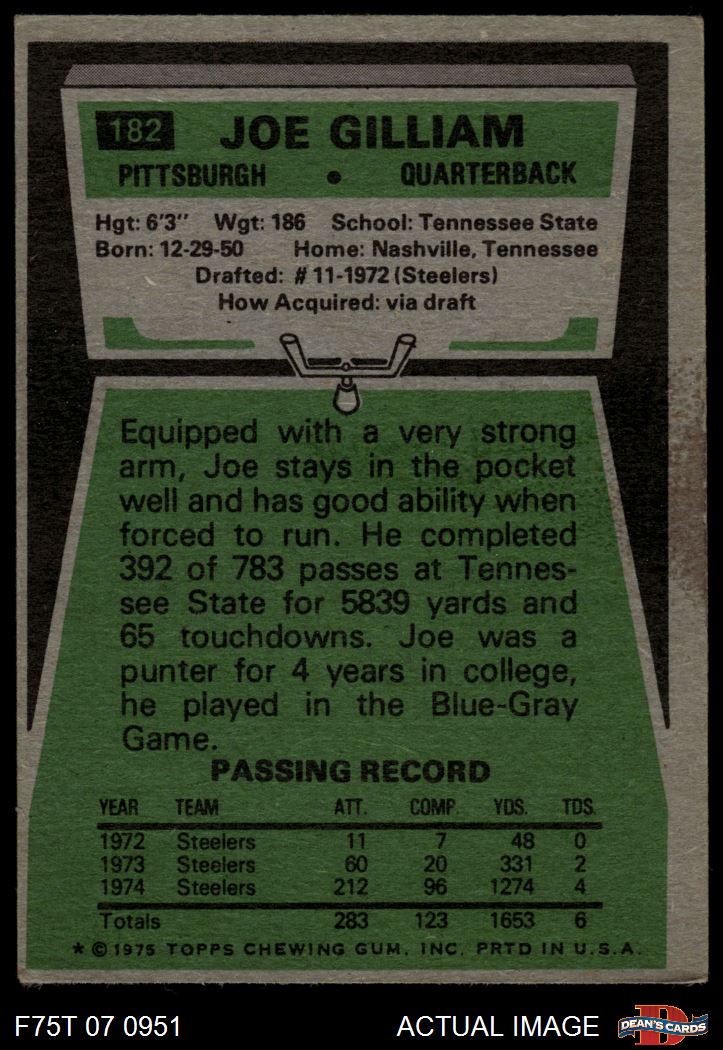 182 JOE GILLIAM
PITTSBURGH • QUARTERBACK
Hgt: 6'3" Wgt: 186 School: Tennessee State
Born: 12-29-50 Home: Nashville, Tennessee
Drafted: #11-1972 (Steelers)
How Acquired: via draft
Equipped with a very strong
arm, Joe stays in the pocket
well and has good ability when
forced to run. He completed
392 of 783 passes at Tennes-
see State for 5839 yards and
65 touchdowns. Joe was a
punter for 4 years in college,
he played in the Blue-Gray
Game.
PASSING RECORD
YEAR TEAM ATT. COMP. YDS. TDS.
1972 Steelers 11 7 48 0
1973 Steelers 60 20 331 2
1974 Steelers 212 96 1274 4
Totals 283 123 1653 6
* © 1975 TOPPS CHEWING GUM, INC. PRTD IN U.S.A.
F75T 07 0951 ACTUAL IMAGE D DEAN'S CARDS